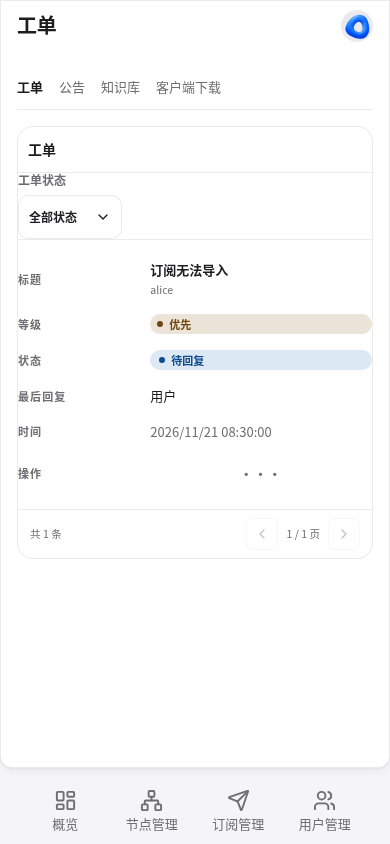 工单
工单 公告 知识库 客户端下载
工单
工单状态
全部状态
标题 订阅无法导入
alice
等级 优先
状态 待回复
最后回复 用户
时间 2026/11/21 08:30:00
操作 • • •
共 1 条 1 / 1 页
概览 节点管理 订阅管理 用户管理